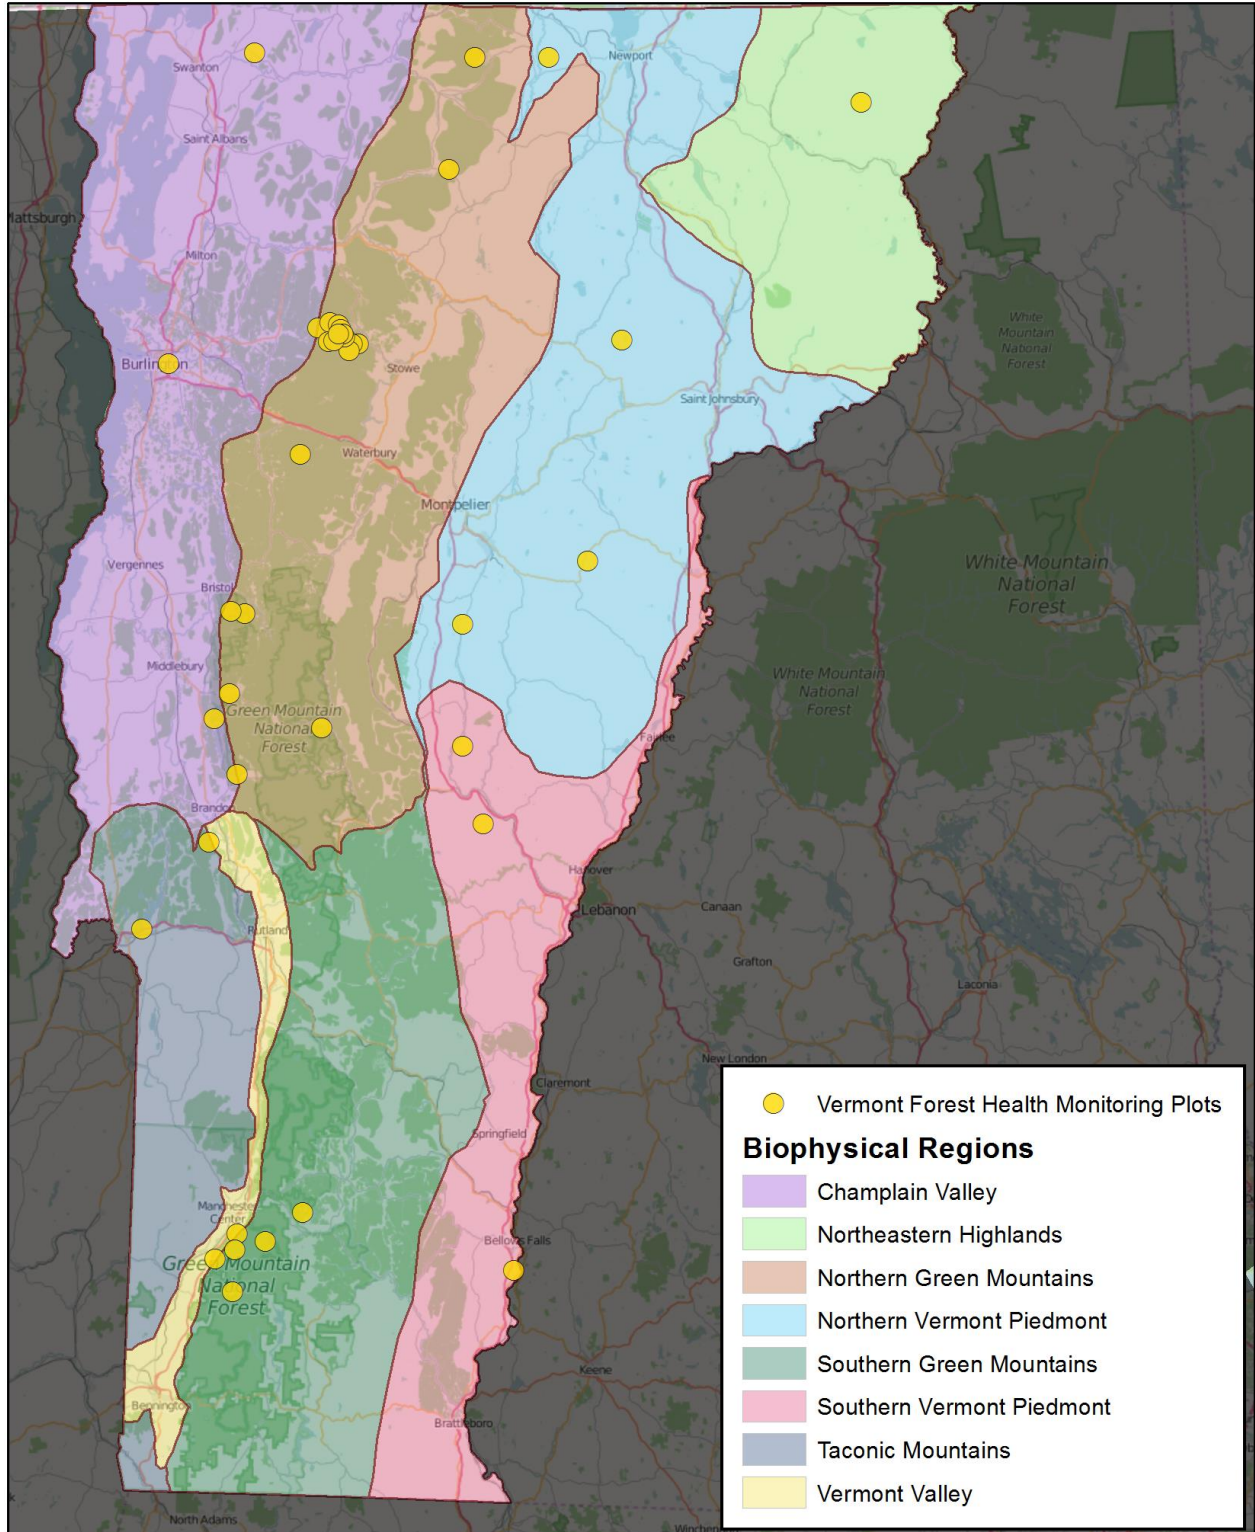 Newport
Swanton
Saint Albans
Plattsburgh
Milton
White
Mountain
National
Forest
Burlington
Stowe
Saint Johnsbury
Waterbury
Montpelier
Vergennes
White Mountain
National
Forest
Bristol
Middlebury
White Mountain
National
Forest
Green Mountain
National
Forest
Fairlee
Brandon
Hanover
Lebanon
Canaan
Rutland
Grafton
Laconia
New London
Claremont
Springfield
Manchester
Center
Bellows Falls
Green Mountain
National
Forest
Keene
Bennington
Brattleboro
North Adams
Vermont Forest Health Monitoring Plots
Biophysical Regions
Champlain Valley
Northeastern Highlands
Northern Green Mountains
Northern Vermont Piedmont
Southern Green Mountains
Southern Vermont Piedmont
Taconic Mountains
Vermont Valley